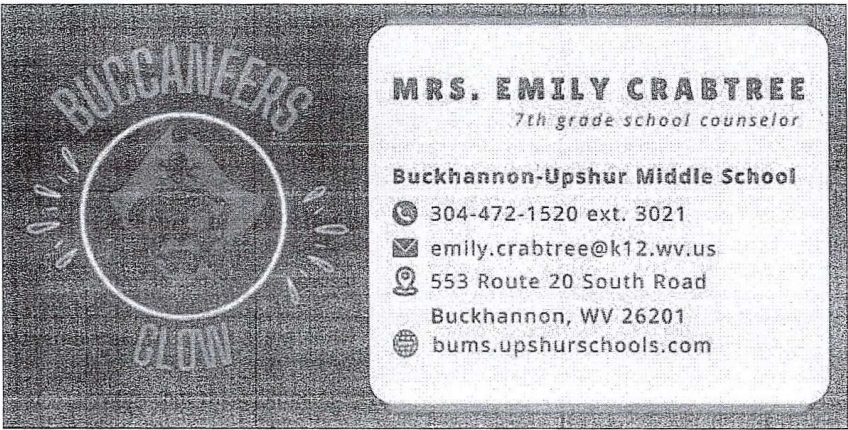 BUCCANEERS
GLOW
MRS. EMILY CRABTREE
7th grade school counselor
Buckhannon-Upshur Middle School
304-472-1520 ext. 3021
emily.crabtree@k12.wv.us
553 Route 20 South Road
Buckhannon, WV 26201
bums.upshurschools.com